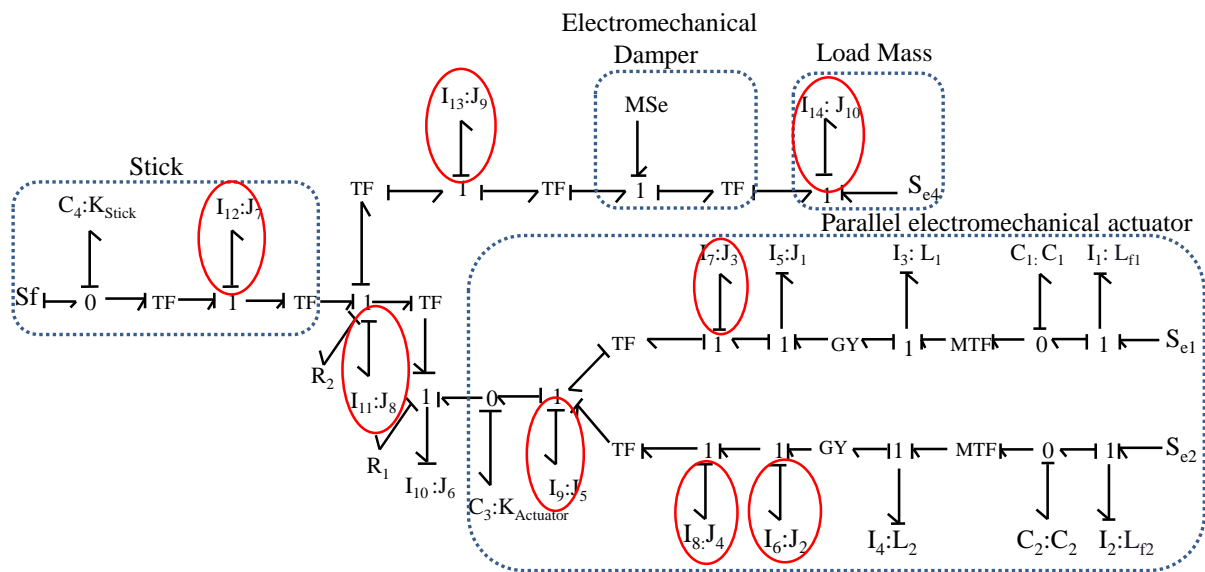 Electromechanical
Damper
Load Mass
I₁₃:J₉
MSe
I₁₄: J₁₀
Stick
C₄:K_Stick
I₁₂:J₇
TF
1
TF
1
TF
1
Sₑ₄
Parallel electromechanical actuator
I₇:J₃
I₅:J₁
I₃: L₁
C₁: C₁
I₁: L_f1
Sf
0
TF
1
TF
1
TF
TF
1
1
GY
1
MTF
0
1
Sₑ₁
R₂
I₁₁:J₈
1
0
1
R₁
I₁₀:J₆
C₃:K_Actuator
I₉:J₅
TF
1
1
GY
1
MTF
0
1
Sₑ₂
I₈:J₄
I₆:J₂
I₄:L₂
C₂:C₂
I₂:L_f2